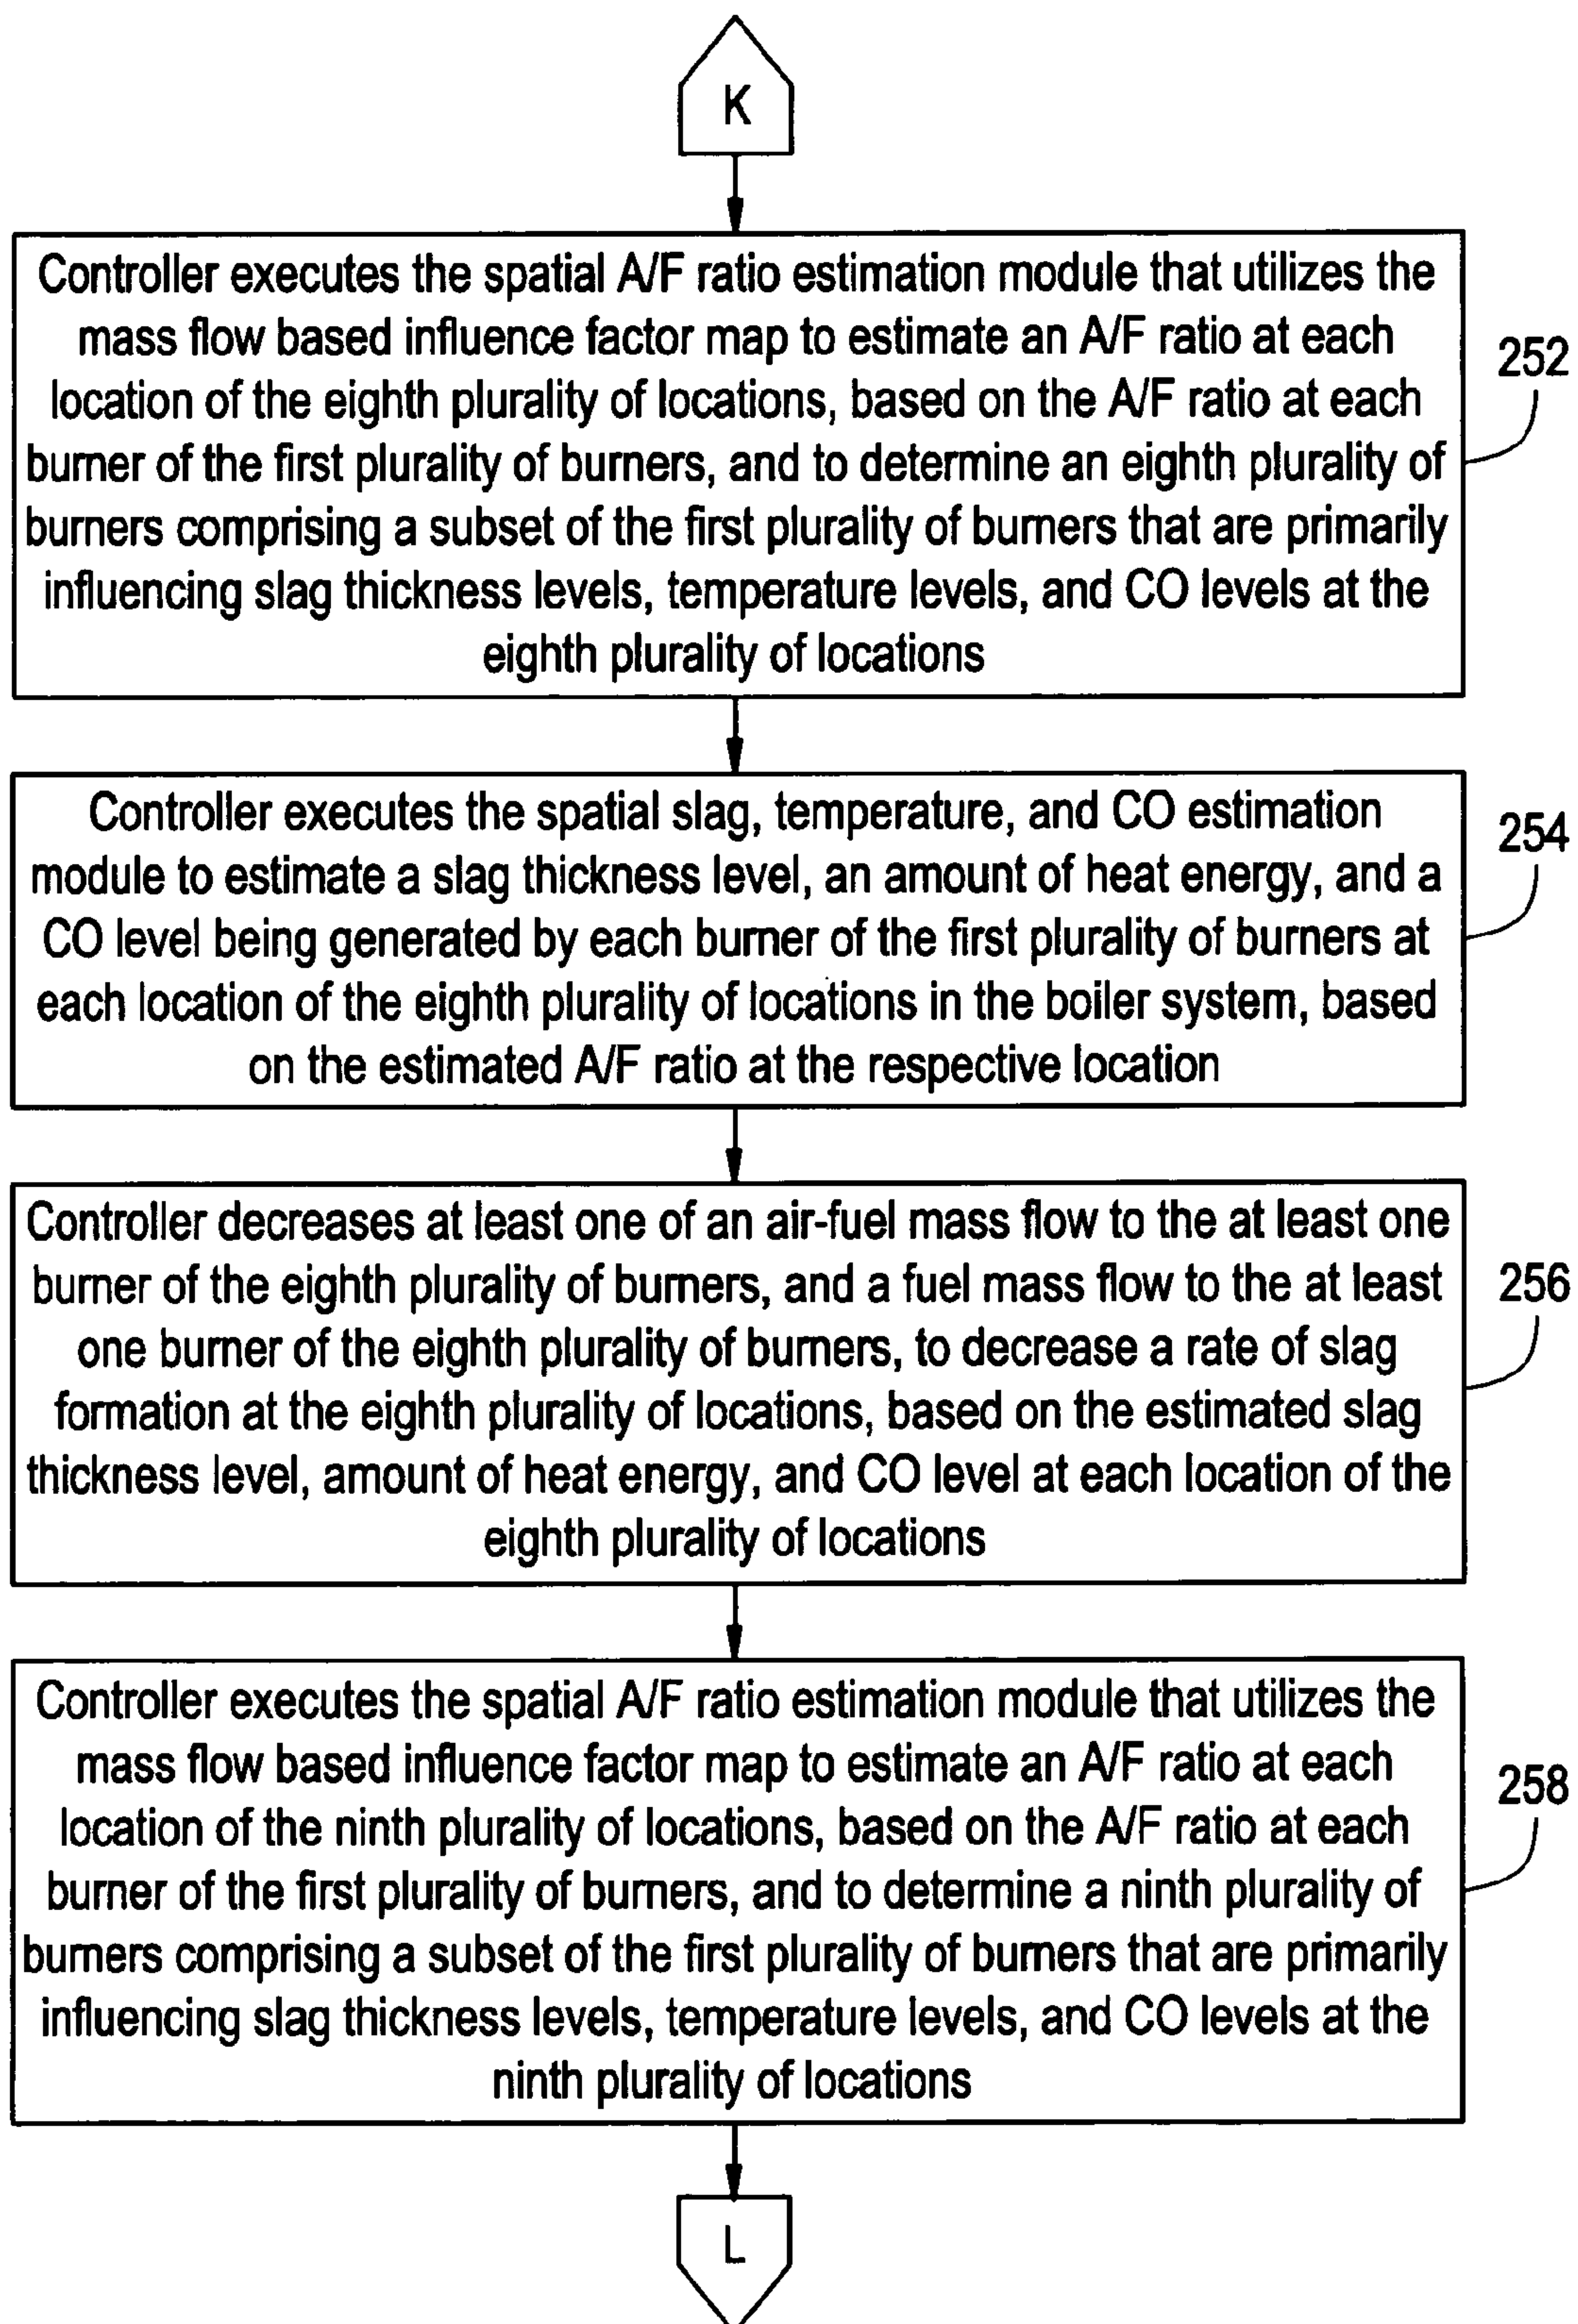 K
Controller executes the spatial A/F ratio estimation module that utilizes the
mass flow based influence factor map to estimate an A/F ratio at each
location of the eighth plurality of locations, based on the A/F ratio at each
burner of the first plurality of burners, and to determine an eighth plurality of
burners comprising a subset of the first plurality of burners that are primarily
influencing slag thickness levels, temperature levels, and CO levels at the
eighth plurality of locations
252
Controller executes the spatial slag, temperature, and CO estimation
module to estimate a slag thickness level, an amount of heat energy, and a
CO level being generated by each burner of the first plurality of burners at
each location of the eighth plurality of locations in the boiler system, based
on the estimated A/F ratio at the respective location
254
Controller decreases at least one of an air-fuel mass flow to the at least one
burner of the eighth plurality of burners, and a fuel mass flow to the at least
one burner of the eighth plurality of burners, to decrease a rate of slag
formation at the eighth plurality of locations, based on the estimated slag
thickness level, amount of heat energy, and CO level at each location of the
eighth plurality of locations
256
Controller executes the spatial A/F ratio estimation module that utilizes the
mass flow based influence factor map to estimate an A/F ratio at each
location of the ninth plurality of locations, based on the A/F ratio at each
burner of the first plurality of burners, and to determine a ninth plurality of
burners comprising a subset of the first plurality of burners that are primarily
influencing slag thickness levels, temperature levels, and CO levels at the
ninth plurality of locations
258
L